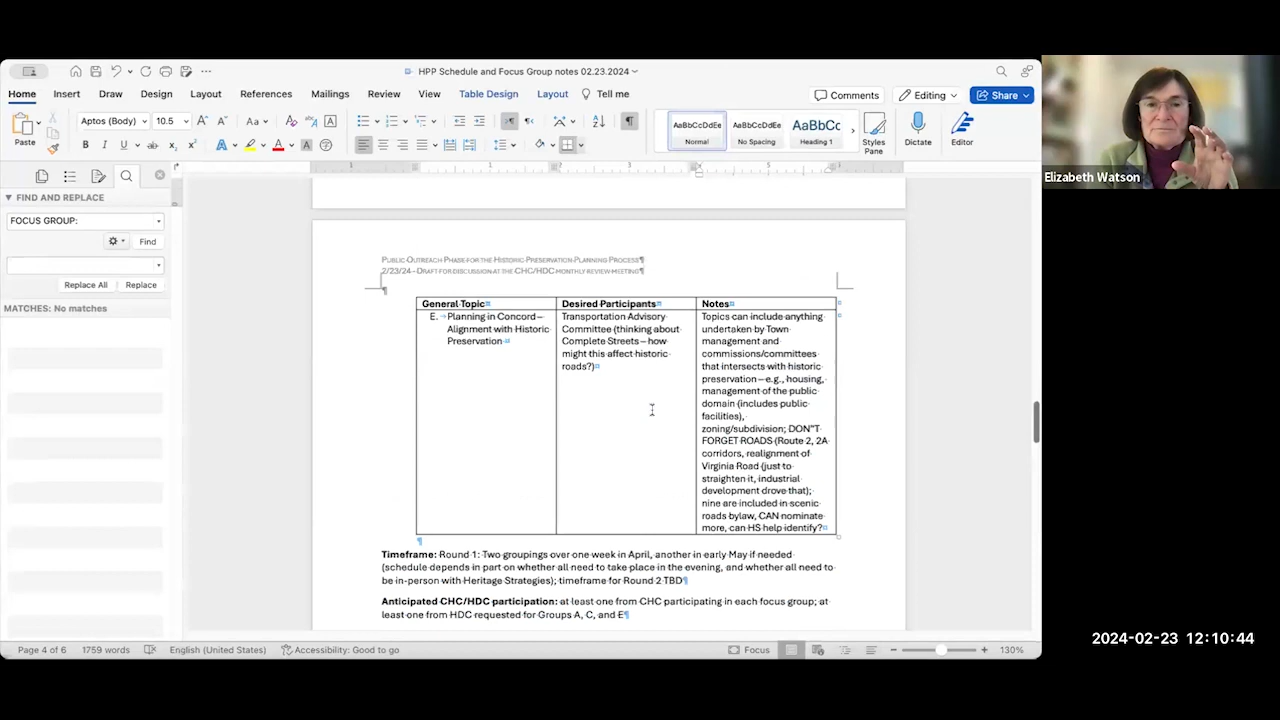 HPP Schedule and Focus Group notes 02.23.2024
Home Insert Draw Design Layout References Mailings Review View Table Design Layout Tell me Comments Editing Share
Paste
Aptos (Body) 10.5
AaBbCcDdEe Normal
AaBbCcDdEe No Spacing
AaBbCc Heading 1
Styles Pane
Dictate
Editor
FIND AND REPLACE
FOCUS GROUP:
Find
Replace All Replace
MATCHES: No matches
Public Outreach Phase for the Historic Preservation Planning Process¶
2/23/24 - Draft for discussion at the CHC/HDC monthly review meeting¶
General Topic
Desired Participants
Notes
E. Planning in Concord –
Alignment with Historic
Preservation
Transportation Advisory
Committee (thinking about
Complete Streets – how
might this affect historic
roads?)
Topics can include anything
undertaken by Town
management and
commissions/committees
that intersects with historic
preservation – e.g., housing,
management of the public
domain (includes public
facilities),
zoning/subdivision; DON"T
FORGET ROADS (Route 2, 2A
corridors, realignment of
Virginia Road (just to
straighten it, industrial
development drove that);
nine are included in scenic
roads bylaw, CAN nominate
more, can HS help identify?
Timeframe: Round 1: Two groupings over one week in April, another in early May if needed
(schedule depends in part on whether all need to take place in the evening, and whether all need to
be in-person with Heritage Strategies); timeframe for Round 2 TBD¶
Anticipated CHC/HDC participation: at least one from CHC participating in each focus group; at
least one from HDC requested for Groups A, C, and E¶
Page 4 of 6 1759 words English (United States) Accessibility: Good to go Focus 130%
Elizabeth Watson
2024-02-23 12:10:44